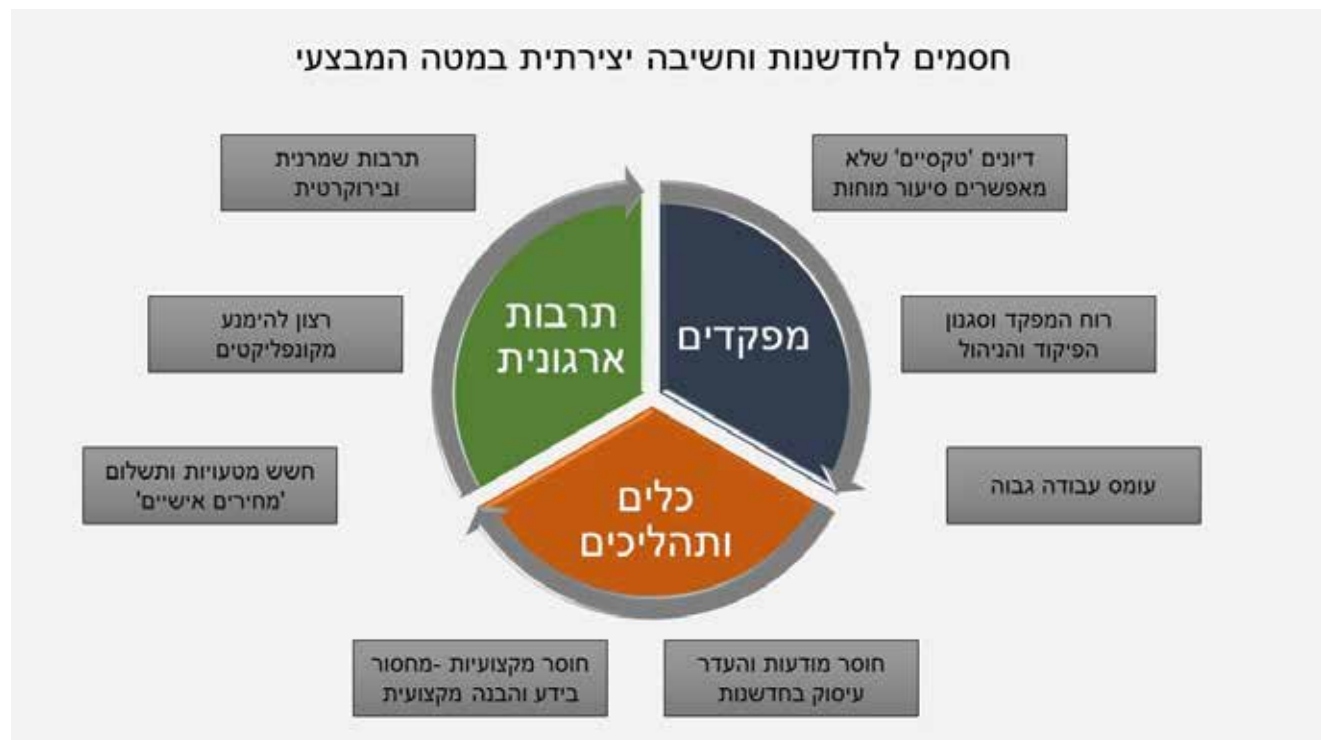 חסמים לחדשנות וחשיבה יצירתית במטה המבצעי
דיונים 'טקסיים' שלא
מאפשרים סיעור מוחות
תרבות שמרנית
ובירוקרטית
רוח המפקד וסגנון
הפיקוד והניהול
מפקדים
תרבות
ארגונית
רצון להימנע
מקונפליקטים
עומס עבודה גבוה
חשש מטעויות ותשלום
'מחירים אישיים'
כלים
ותהליכים
חוסר מודעות והעדר
עיסוק בחדשנות
חוסר מקצועיות -מחסור
בידע והבנה מקצועית